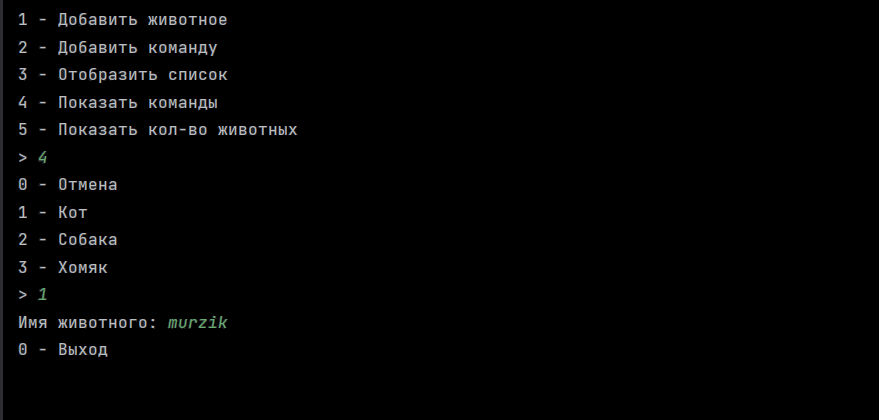 1 - Добавить животное
2 - Добавить команду
3 - Отобразить список
4 - Показать команды
5 - Показать кол-во животных
> 4
0 - Отмена
1 - Кот
2 - Собака
3 - Хомяк
> 1
Имя животного: murzik
0 - Выход